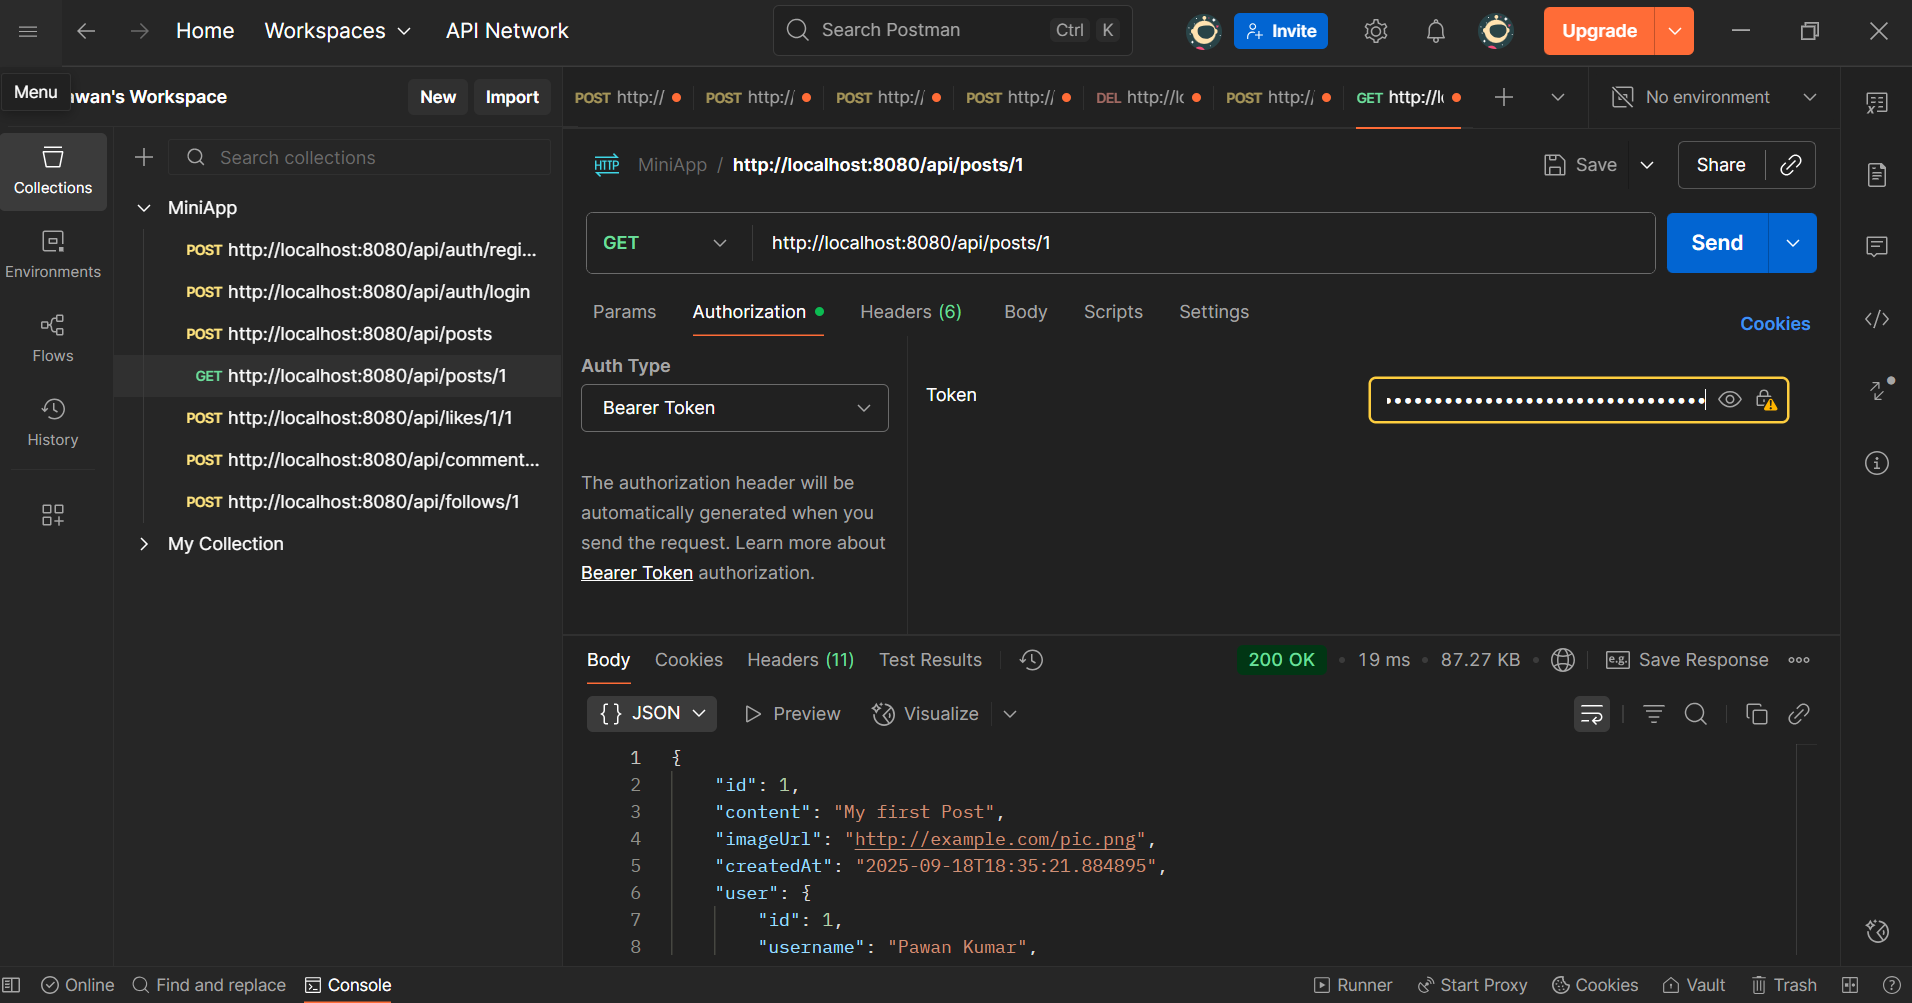 Home
Workspaces
API Network
Search Postman
Ctrl
K
Invite
Upgrade
Menu
awan's Workspace
New
Import
POST http://
POST http:/
POST http:/
POST http:/
DEL http://l
POST http:/
GET http://l
No environment
Collections
Environments
Flows
History
Search collections
MiniApp
POST http://localhost:8080/api/auth/regi...
POST http://localhost:8080/api/auth/login
POST http://localhost:8080/api/posts
GET http://localhost:8080/api/posts/1
POST http://localhost:8080/api/likes/1/1
POST http://localhost:8080/api/comment...
POST http://localhost:8080/api/follows/1
My Collection
HTTP
MiniApp / http://localhost:8080/api/posts/1
Save
Share
GET
http://localhost:8080/api/posts/1
Send
Params
Authorization
Headers (6)
Body
Scripts
Settings
Cookies
Auth Type
Bearer Token
The authorization header will be
automatically generated when you
send the request. Learn more about
Bearer Token authorization.
Token
Body
Cookies
Headers (11)
Test Results
200 OK
19 ms
87.27 KB
e.g.
Save Response
{} JSON
Preview
Visualize
1 {
2 "id": 1,
3 "content": "My first Post",
4 "imageUrl": "http://example.com/pic.png",
5 "createdAt": "2025-09-18T18:35:21.884895",
6 "user": {
7 "id": 1,
8 "username": "Pawan Kumar",
Online
Find and replace
Console
Runner
Start Proxy
Cookies
Vault
Trash